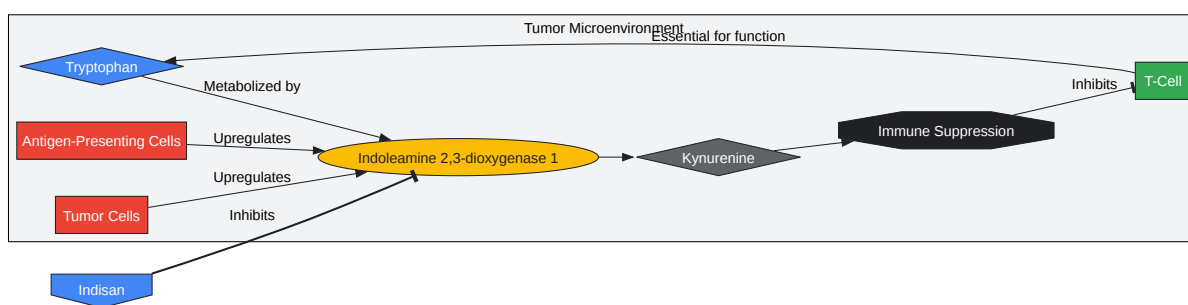 Tumor Microenvironment
Essential for function
Tryptophan
T-Cell
Metabolized by
Inhibits
Immune Suppression
Antigen-Presenting Cells
Upregulates
Indoleamine 2,3-dioxygenase 1
Kynurenine
Upregulates
Tumor Cells
Inhibits
Indisan